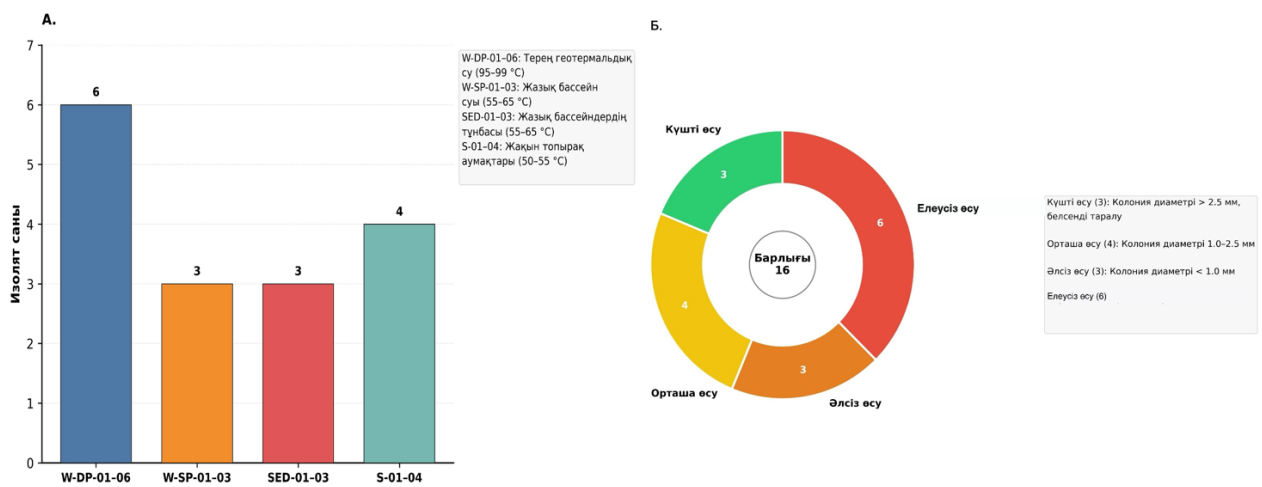 А.
Изолят саны
7
6
5
4
3
2
1
0
6
3
3
4
W-DP-01–06
W-SP-01–03
SED-01–03
S-01–04
W-DP-01–06: Терең геотермальдық
су (95–99 °C)
W-SP-01–03: Жазық бассейн
суы (55–65 °C)
SED-01–03: Жазық бассейндердің
тұнбасы (55–65 °C)
S-01–04: Жақын топырақ
аумақтары (50–55 °C)
Б.
Күшті өсу
3
6
Елеусіз өсу
Барлығы
16
4
3
Орташа өсу
Әлсіз өсу
Күшті өсу (3): Колония диаметрі > 2.5 мм,
белсенді таралу
Орташа өсу (4): Колония диаметрі 1.0–2.5 мм
Әлсіз өсу (3): Колония диаметрі < 1.0 мм
Елеусіз өсу (6)